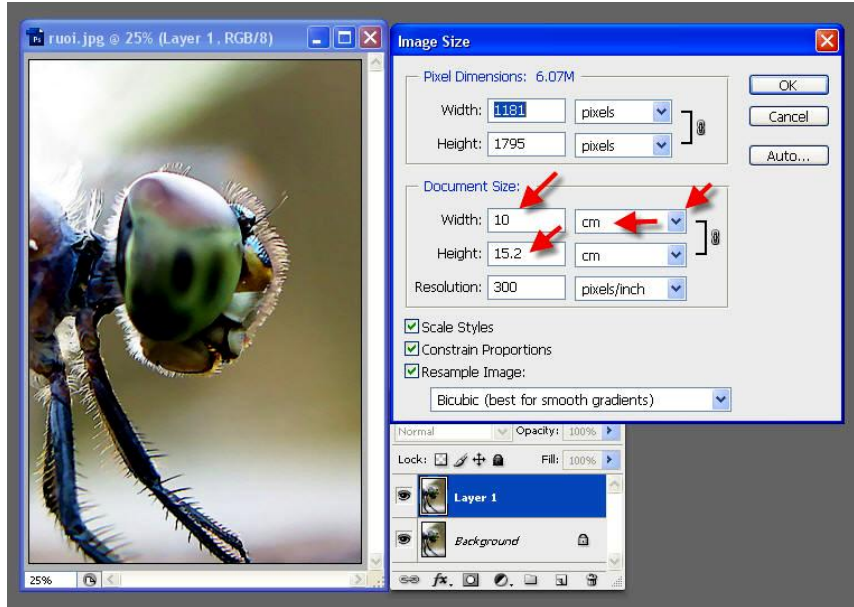 Ps ruoi.jpg @ 25% (Layer 1, RGB/8)
25%
Image Size
Pixel Dimensions: 6.07M
Width: 1181 pixels
Height: 1795 pixels
OK
Cancel
Auto...
Document Size:
Width: 10 cm
Height: 15.2 cm
Resolution: 300 pixels/inch
Scale Styles
Constrain Proportions
Resample Image:
Bicubic (best for smooth gradients)
Normal Opacity: 100%
Lock: Fill: 100%
Layer 1
Background
fx.